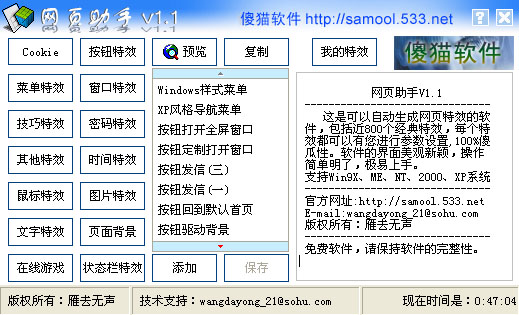 网页助手 V1.1
傻猫软件 http://samool.533.net
Cookie
按钮特效
预览
复制
我的特效
傻猫软件
菜单特效
窗口特效
技巧特效
密码特效
其他特效
时间特效
鼠标特效
图片特效
文字特效
页面背景
在线游戏
状态栏特效
Windows样式菜单
XP风格导航菜单
按钮打开全屏窗口
按钮定制打开窗口
按钮发信(三)
按钮发信(一)
按钮回到默认首页
按钮驱动背景
添加
保存
网页助手V1.1
------------------------------
这是可以自动生成网页特效的软
件，包括近800个经典特效，每个特
效都可以有您进行参数设置,100%傻
瓜性。软件的界面美观新颖，操作
简单明了，极易上手。
支持Win9X、ME、NT、2000、XP系统
------------------------------
官方网址:http://samool.533.net
E-mail:wangdayong_21@sohu.com
版权所有：雁去无声
------------------------------
免费软件，请保持软件的完整性。
版权所有：雁去无声
技术支持：wangdayong_21@sohu.com
现在时间是：0:47:04